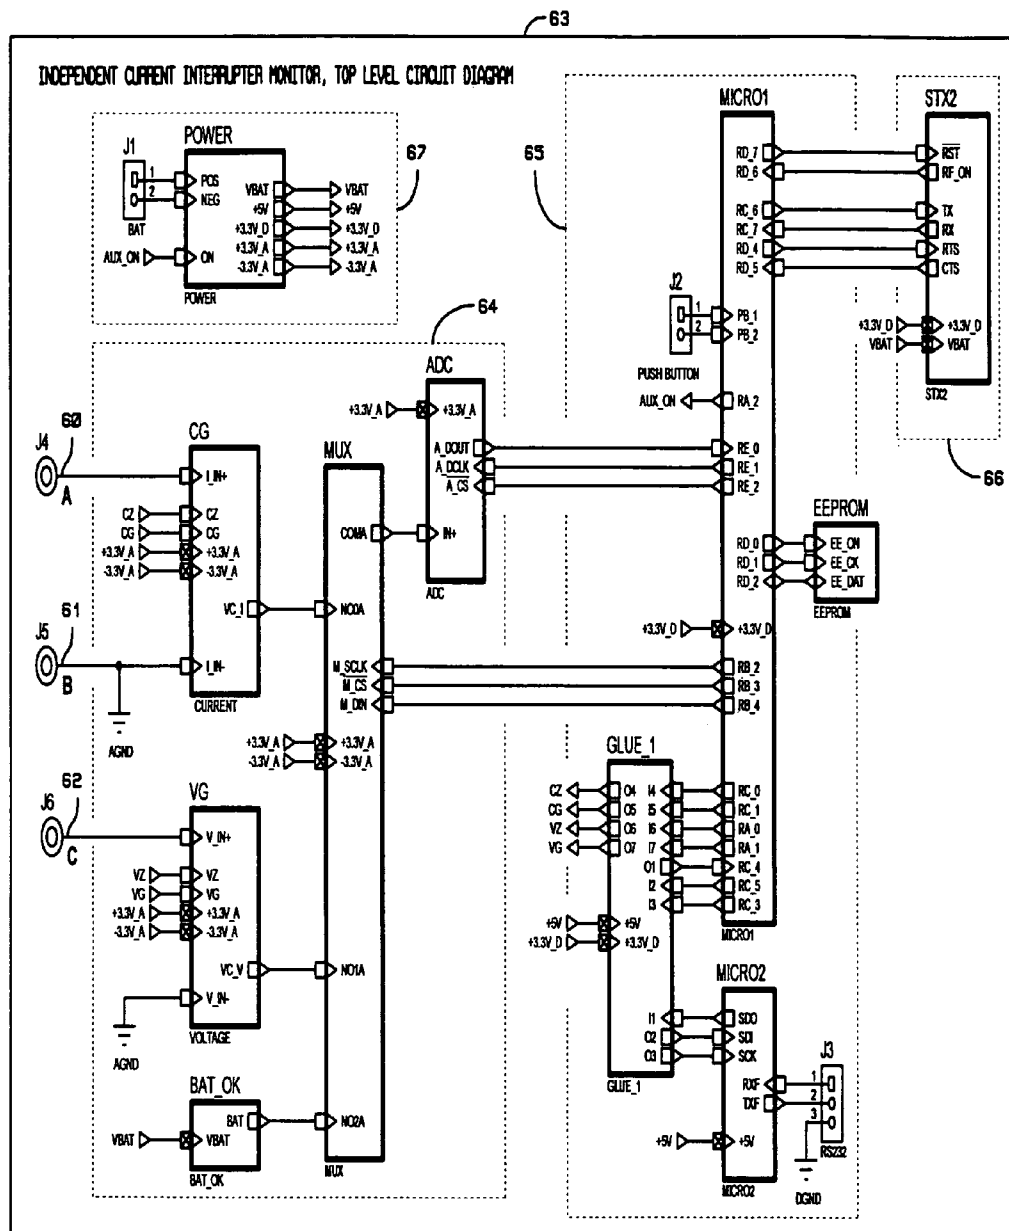 63
INDEPENDENT CURRENT INTERRUPTER MONITOR, TOP LEVEL CIRCUIT DIAGRAM
POWER
J1
1
2
BAT
AUX_ON
POS
NEG
ON
VBAT
+5V
+3.3V_D
+3.3V_A
-3.3V_A
VBAT
+5V
+3.3V_D
+3.3V_A
-3.3V_A
POWER
67
65
MICRO1
RD_7
RD_6
RC_6
RC_7
RD_4
RD_5
STX2
RST
RF_ON
TX
RX
RTS
CTS
+3.3V_D
VBAT
+3.3V_D
VBAT
STX2
66
J2
1
2
PUSH BUTTON
PB_1
PB_2
AUX_ON
RA_2
64
ADC
+3.3V_A
+3.3V_A
A_DOUT
A_DCLK
A_CS
IN+
ADC
RE_0
RE_1
RE_2
J4
60
A
CG
I_IN+
CZ
CG
+3.3V_A
-3.3V_A
CZ
CG
+3.3V_A
-3.3V_A
VC_I
I_IN-
CURRENT
J5
61
B
AGND
MUX
COMA
NO0A
M_SCLK
M_CS
M_DIN
+3.3V_A
-3.3V_A
+3.3V_A
-3.3V_A
NO1A
NO2A
MUX
RD_0
RD_1
RD_2
EEPROM
EE_ON
EE_CK
EE_DAT
EEPROM
+3.3V_D
+3.3V_D
RB_2
RB_3
RB_4
J6
62
C
VG
V_IN+
VZ
VG
+3.3V_A
-3.3V_A
VZ
VG
+3.3V_A
-3.3V_A
VC_V
V_IN-
VOLTAGE
AGND
GLUE_1
CZ
CG
VZ
VG
O4
O5
O6
O7
I4
I5
I6
I7
O1
I2
I3
RC_0
RC_1
RA_0
RA_1
RC_4
RC_5
RC_3
MICRO1
+5V
+3.3V_D
+5V
+3.3V_D
I1
O2
O3
GLUE_1
MICRO2
SDO
SDI
SCK
RXF
TXF
+5V
+5V
MICRO2
J3
1
2
3
RS232
DGND
BAT_OK
BAT
VBAT
VBAT
BAT_OK